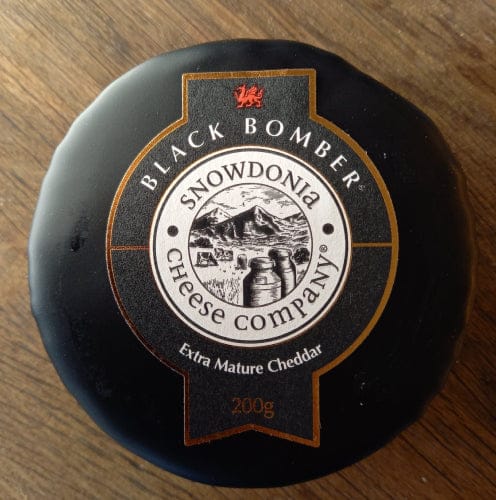 BLACK BOMBER®
SNOWDONIa
CHeese COMPANY®
Extra Mature Cheddar
200g